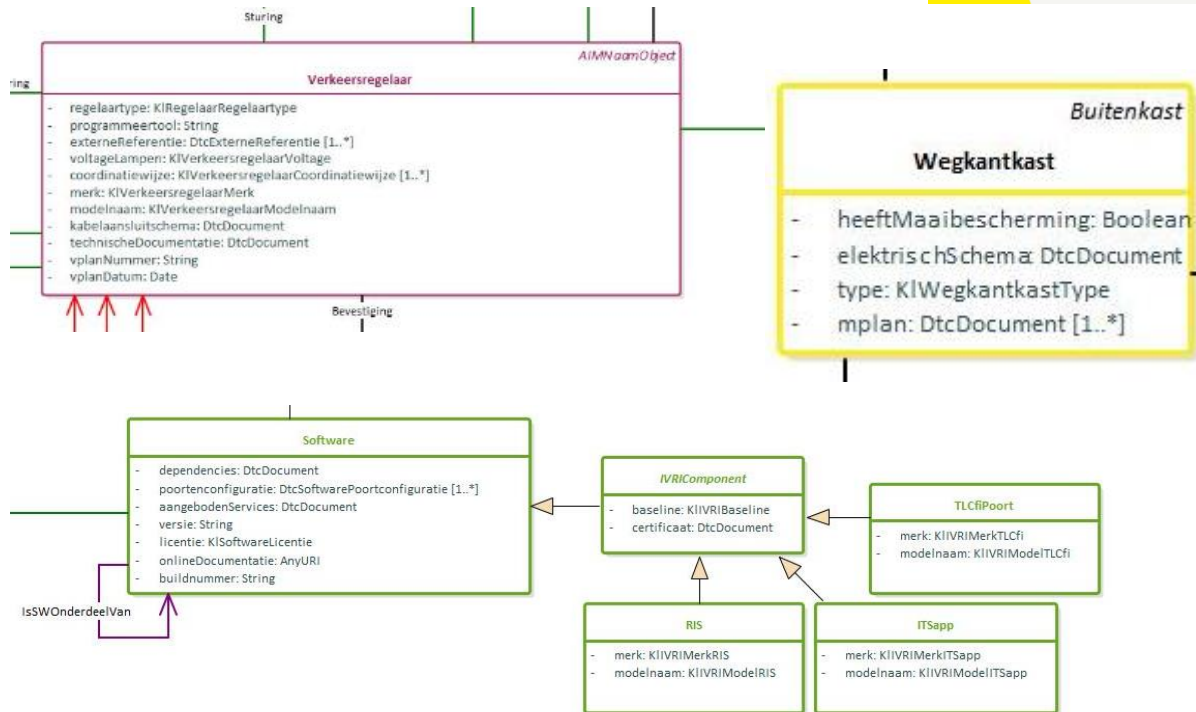 Sturing
AIMNaamObject
Verkeersregelaar
- regelaartype: KlRegelaarRegelaartype
- programmeertool: String
- externeReferentie: DtcExterneReferentie [1..*]
- voltageLampen: KlVerkeersregelaarVoltage
- coordinatiewijze: KlVerkeersregelaarCoordinatiewijze [1..*]
- merk: KlVerkeersregelaarMerk
- modelnaam: KlVerkeersregelaarModelnaam
- kabelaansluitschema: DtcDocument
- technischeDocumentatie: DtcDocument
- vplanNummer: String
- vplanDatum: Date
ring
Bevestiging
Buitenkast
Wegkantkast
- heeftMaaibescherming: Boolean
- elektrischSchema: DtcDocument
- type: KlWegkantkastType
- mplan: DtcDocument [1..*]
Software
- dependencies: DtcDocument
- poortenconfiguratie: DtcSoftwarePoortconfiguratie [1..*]
- aangebodenServices: DtcDocument
- versie: String
- licentie: KlSoftwareLicentie
- onlineDocumentatie: AnyURI
- buildnummer: String
IsSWOnderdeelVan
IVRIComponent
- baseline: KlIVRIBaseline
- certificaat: DtcDocument
TLCfiPoort
- merk: KlIVRIMerkTLCfi
- modelnaam: KlIVRIModelTLCfi
RIS
- merk: KlIVRIMerkRIS
- modelnaam: KlIVRIModelRIS
ITSapp
- merk: KlIVRIMerkITSapp
- modelnaam: KlIVRIModelITSapp